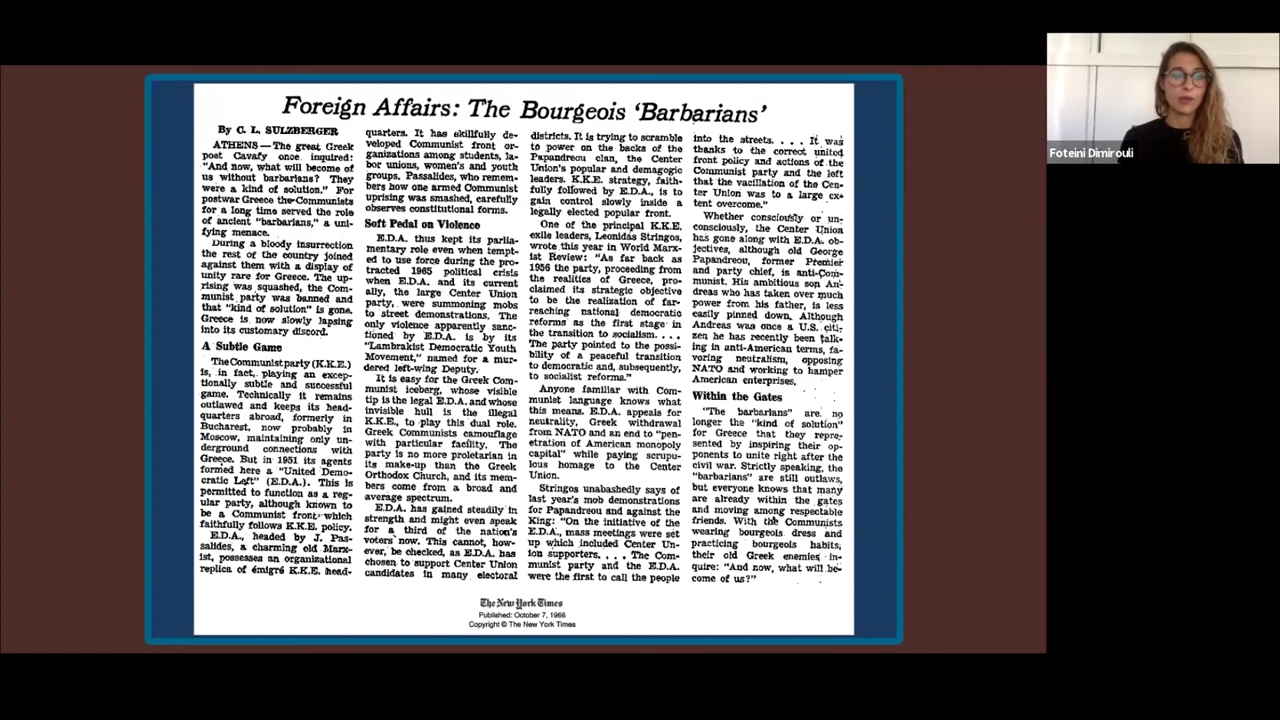 Foreign Affairs: The Bourgeois 'Barbarians'
By C. L. SULZBERGER
ATHENS—The great Greek
poet Cavafy once inquired:
"And now, what will become of
us without barbarians? They
were a kind of solution." For
postwar Greece the Communists
for a long time served the role
of ancient "barbarians," a uni-
fying menace.
During a bloody insurrection
the rest of the country joined
against them with a display of
unity rare for Greece. The up-
rising was squashed, the Com-
munist party was banned and
that "kind of solution" is gone.
Greece is now slowly lapsing
into its customary discord.
A Subtle Game
The Communist party (K.K.E.)
is, in fact, playing an excep-
tionally subtle and successful
game. Technically it remains
outlawed and keeps its head-
quarters abroad, formerly in
Bucharest, now probably in
Moscow, maintaining only un-
derground connections with
Greece. But in 1951 its agents
formed here a "United Demo-
cratic Left" (E.D.A.). This is
permitted to function as a reg-
ular party, although known to
be a Communist front which
faithfully follows K.K.E. policy.
E.D.A., headed by J. Pas-
salides, a charming old Marx-
ist, possesses an organizational
replica of émigré K.K.E. head-
quarters. It has skillfully de-
veloped Communist front or-
ganizations among students, la-
bor unions, women's and youth
groups. Passalides, who remem-
bers how one armed Communist
uprising was smashed, carefully
observes constitutional forms.
Soft Pedal on Violence
E.D.A. thus kept its parlia-
mentary role even when tempt-
ed to use force during the pro-
tracted 1965 political crisis
when E.D.A. and its current
ally, the large Center Union
party, were summoning mobs
to street demonstrations. The
only violence apparently sanc-
tioned by E.D.A. is by its
"Lambrakist Democratic Youth
Movement," named for a mur-
dered left-wing Deputy.
It is easy for the Greek Com-
munist iceberg, whose visible
tip is the legal E.D.A. and whose
invisible hull is the illegal
K.K.E., to play this dual role.
Greek Communists camouflage
with particular facility. The
party is no more proletarian in
its make-up than the Greek
Orthodox Church, and its mem-
bers come from a broad and
average spectrum.
E.D.A. has gained steadily in
strength and might even speak
for a third of the nation's
voters now. This cannot, how-
ever, be checked, as E.D.A. has
chosen to support Center Union
candidates in many electoral
districts. It is trying to scramble
to power on the backs of the
Papandreou clan, the Center
Union's popular and demagogic
leaders. K.K.E. strategy, faith-
fully followed by E.D.A., is to
gain control slowly inside a
legally elected popular front.
One of the principal K.K.E.
exile leaders, Leonidas Stringos,
wrote this year in World Marx-
ist Review: "As far back as
1956 the party, proceeding from
the realities of Greece, pro-
claimed its strategic objective
to be the realization of far-
reaching national democratic
reforms as the first stage in
the transition to socialism. . . .
The party pointed to the possi-
bility of a peaceful transition
to democratic and, subsequently,
to socialist reforms."
Anyone familiar with Com-
munist language knows what
this means. E.D.A. appeals for
neutrality, Greek withdrawal
from NATO and an end to "pen-
etration of American monopoly
capital" while paying scrupu-
lous homage to the Center
Union.
Stringos unabashedly says of
last year's mob demonstrations
for Papandreou and against the
King: "On the initiative of the
E.D.A., mass meetings were set
up which included Center Un-
ion supporters. . . . The Com-
munist party and the E.D.A.
were the first to call the people
into the streets. . . . It was
thanks to the correct united
front policy and actions of the
Communist party and the left
that the vacillation of the Cen-
ter Union was to a large ex-
tent overcome."
Whether consciously or un-
consciously, the Center Union
has gone along with E.D.A. ob-
jectives, although old George
Papandreou, former Premier
and party chief, is anti-Com-
munist. His ambitious son An-
dreas who has taken over much
power from his father, is less
easily pinned down. Although
Andreas was once a U.S. citi-
zen he has recently been talk-
ing in anti-American terms, fa-
voring neutralism, opposing
NATO and working to hamper
American enterprises.
Within the Gates
"The barbarians" are no
longer the "kind of solution"
for Greece that they repre-
sented by inspiring their op-
ponents to unite right after the
civil war. Strictly speaking, the
"barbarians" are still outlaws,
but everyone knows that many
are already within the gates
and moving among respectable
friends. With the Communists
wearing bourgeois dress and
practicing bourgeois habits,
their old Greek enemies in-
quire: "And now, what will be-
come of us?"
The New York Times
Published: October 7, 1966
Copyright © The New York Times
Foteini Dimirouli